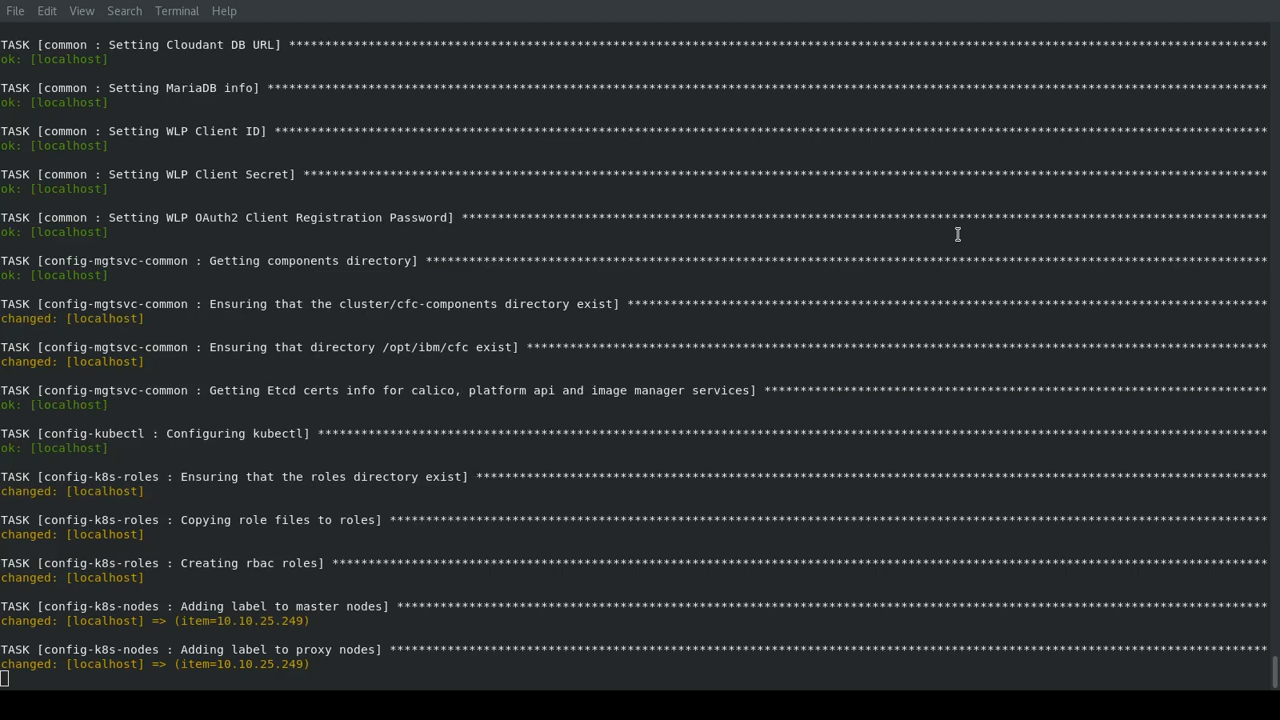 File Edit View Search Terminal Help
TASK [common : Setting Cloudant DB URL] ****************************************************************************************************************************************
ok: [localhost]
TASK [common : Setting MariaDB info] *******************************************************************************************************************************************
ok: [localhost]
TASK [common : Setting WLP Client ID] ******************************************************************************************************************************************
ok: [localhost]
TASK [common : Setting WLP Client Secret] **************************************************************************************************************************************
ok: [localhost]
TASK [common : Setting WLP OAuth2 Client Registration Password] ****************************************************************************************************************
ok: [localhost]
TASK [config-mgtsvc-common : Getting components directory] *********************************************************************************************************************
ok: [localhost]
TASK [config-mgtsvc-common : Ensuring that the cluster/cfc-components directory exist] *****************************************************************************************
changed: [localhost]
TASK [config-mgtsvc-common : Ensuring that directory /opt/ibm/cfc exist] *******************************************************************************************************
changed: [localhost]
TASK [config-mgtsvc-common : Getting Etcd certs info for calico, platform api and image manager services] **********************************************************************
ok: [localhost]
TASK [config-kubectl : Configuring kubectl] ************************************************************************************************************************************
ok: [localhost]
TASK [config-k8s-roles : Ensuring that the roles directory exist] **************************************************************************************************************
changed: [localhost]
TASK [config-k8s-roles : Copying role files to roles] **************************************************************************************************************************
changed: [localhost]
TASK [config-k8s-roles : Creating rbac roles] **********************************************************************************************************************************
changed: [localhost]
TASK [config-k8s-nodes : Adding label to master nodes] *************************************************************************************************************************
changed: [localhost] => (item=10.10.25.249)
TASK [config-k8s-nodes : Adding label to proxy nodes] **************************************************************************************************************************
changed: [localhost] => (item=10.10.25.249)